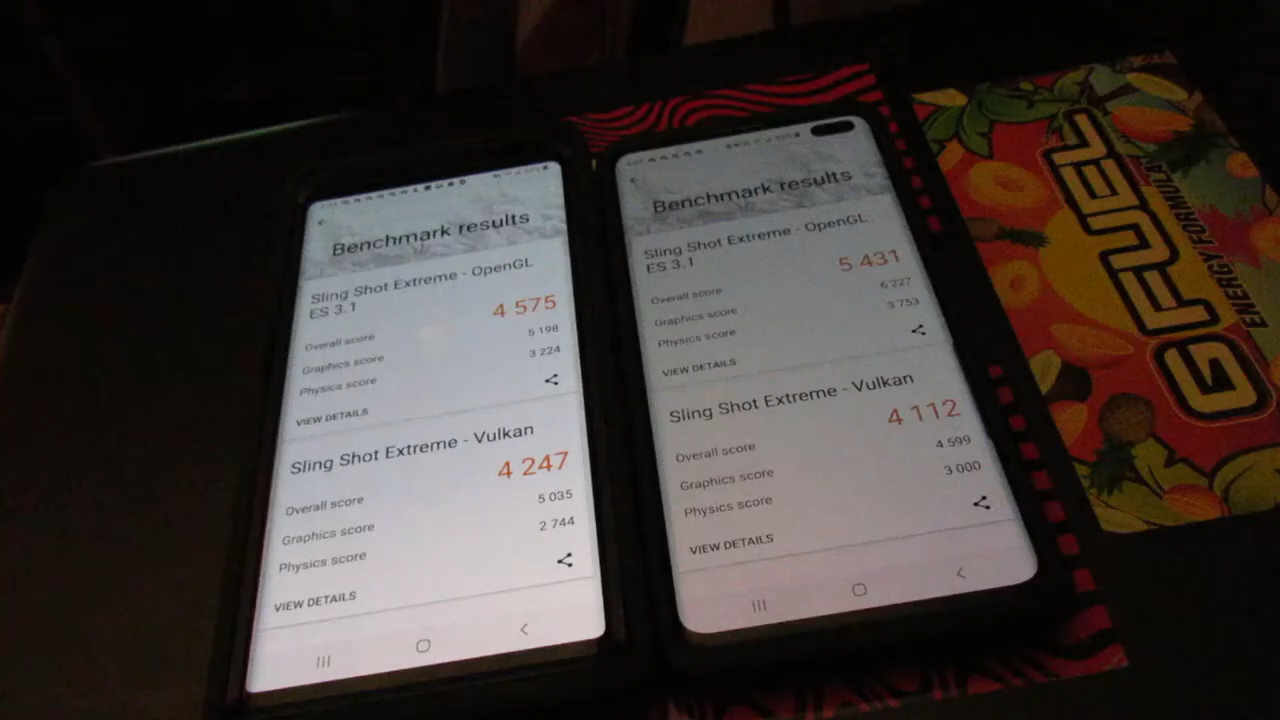 Benchmark results
Sling Shot Extreme - OpenGL
ES 3.1
4 575
Overall score
5 198
Graphics score
3 224
Physics score
VIEW DETAILS
Sling Shot Extreme - Vulkan
4 247
Overall score
5 035
Graphics score
2 744
Physics score
VIEW DETAILS
Benchmark results
Sling Shot Extreme - OpenGL
ES 3.1
5 431
Overall score
6 227
Graphics score
3 753
Physics score
VIEW DETAILS
Sling Shot Extreme - Vulkan
4 112
Overall score
4 599
Graphics score
3 000
Physics score
VIEW DETAILS
G FUEL
ENERGY FORMULA